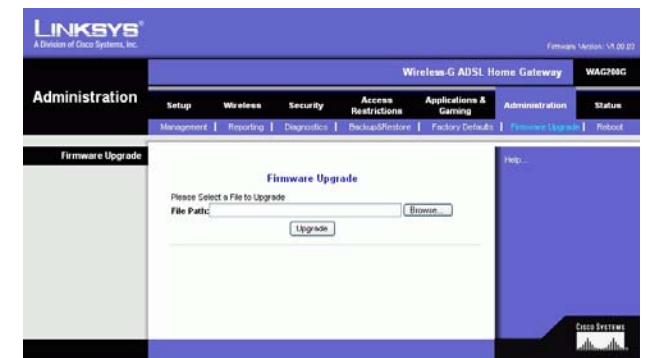 LINKSYS®
A Division of Cisco Systems, Inc.
Firmware Version: V1.00.03
Wireless-G ADSL Home Gateway WAG200G
Administration
Setup Wireless Security Access Restrictions Applications & Gaming Administration Status
Management | Reporting | Diagnostics | Backup&Restore | Factory Defaults | Firmware Upgrade | Reboot
Firmware Upgrade
Help...
Firmware Upgrade
Please Select a File to Upgrade
File Path: Browse...
Upgrade
CISCO SYSTEMS